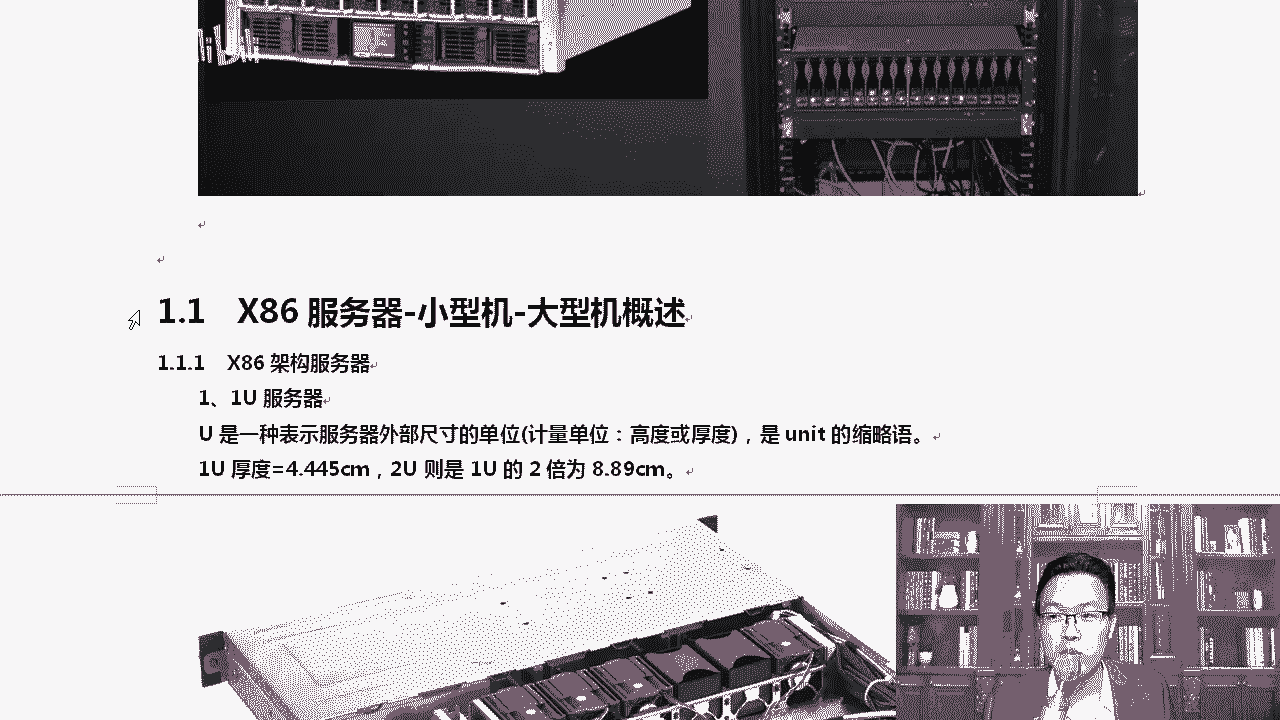 1.1 X86 服务器-小型机-大型机概述
1.1.1 X86 架构服务器
1、1U 服务器
U 是一种表示服务器外部尺寸的单位(计量单位：高度或厚度)，是 unit 的缩略语。
1U 厚度=4.445cm，2U 则是 1U 的 2 倍为 8.89cm。